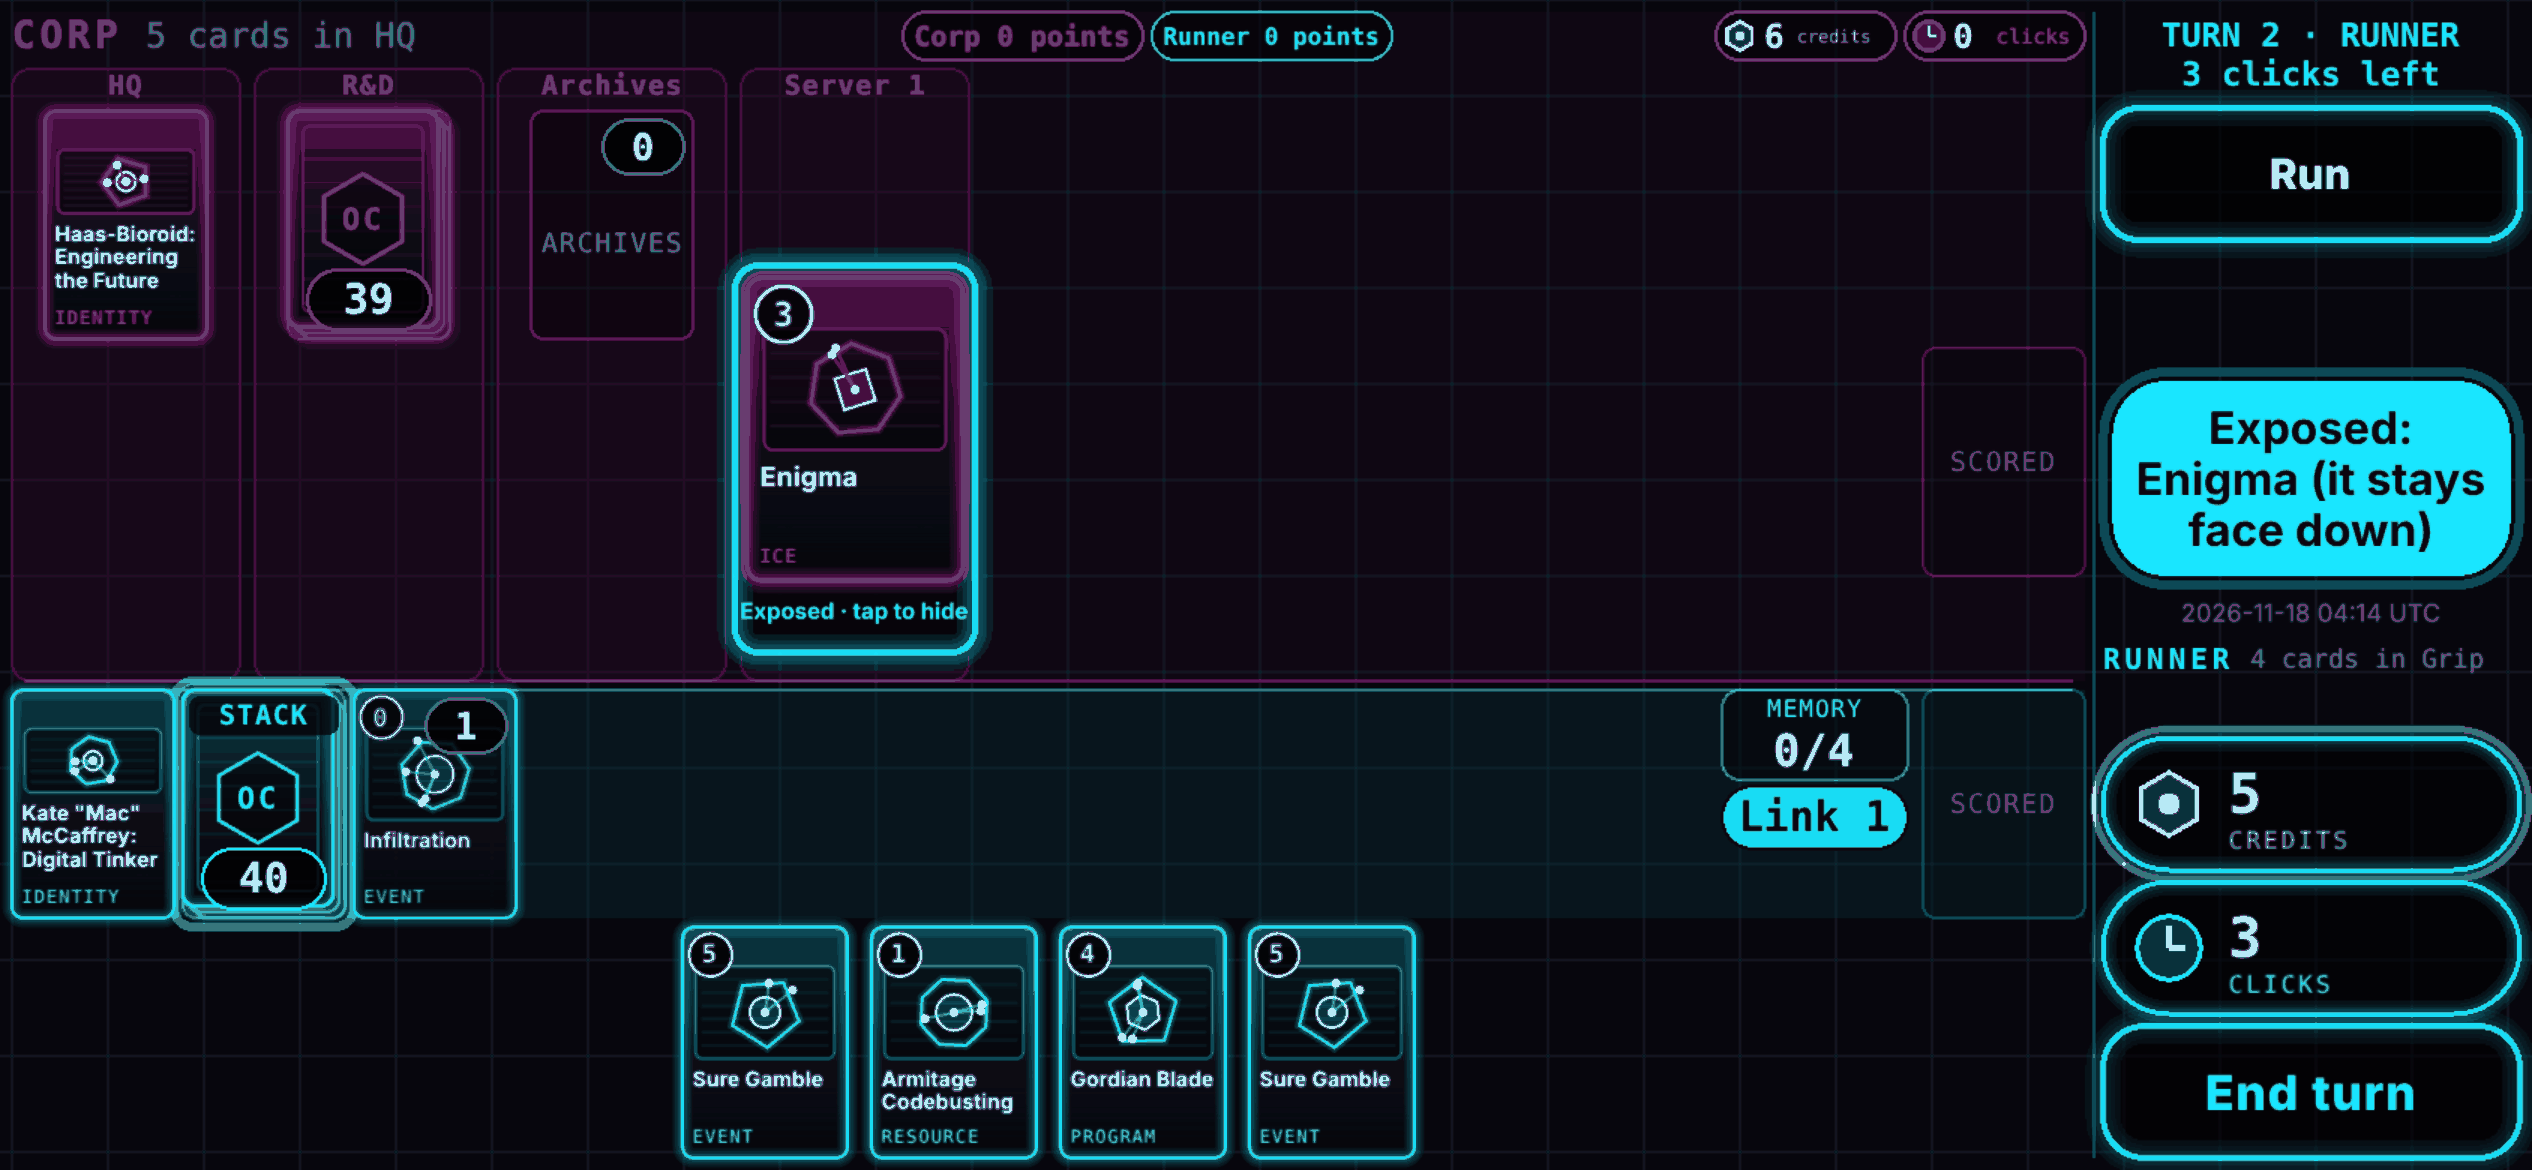 CORP 5 cards in HQ
Corp 0 points
Runner 0 points
6 credits
0 clicks
TURN 2 · RUNNER
3 clicks left
HQ
R&D
Archives
Server 1
Run
Haas-Bioroid:
Engineering
the Future
IDENTITY
OC
39
0
ARCHIVES
3
Enigma
ICE
Exposed · tap to hide
SCORED
Exposed:
Enigma (it stays
face down)
2026-11-18 04:14 UTC
RUNNER 4 cards in Grip
Kate "Mac"
McCaffrey:
Digital Tinker
IDENTITY
STACK
OC
40
0
1
Infiltration
EVENT
MEMORY
0/4
Link 1
SCORED
5
CREDITS
3
CLICKS
End turn
5
Sure Gamble
EVENT
1
Armitage
Codebusting
RESOURCE
4
Gordian Blade
PROGRAM
5
Sure Gamble
EVENT